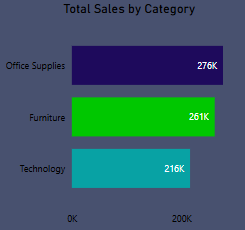 Total Sales by Category
Office Supplies 276K
Furniture 261K
Technology 216K
0K 200K